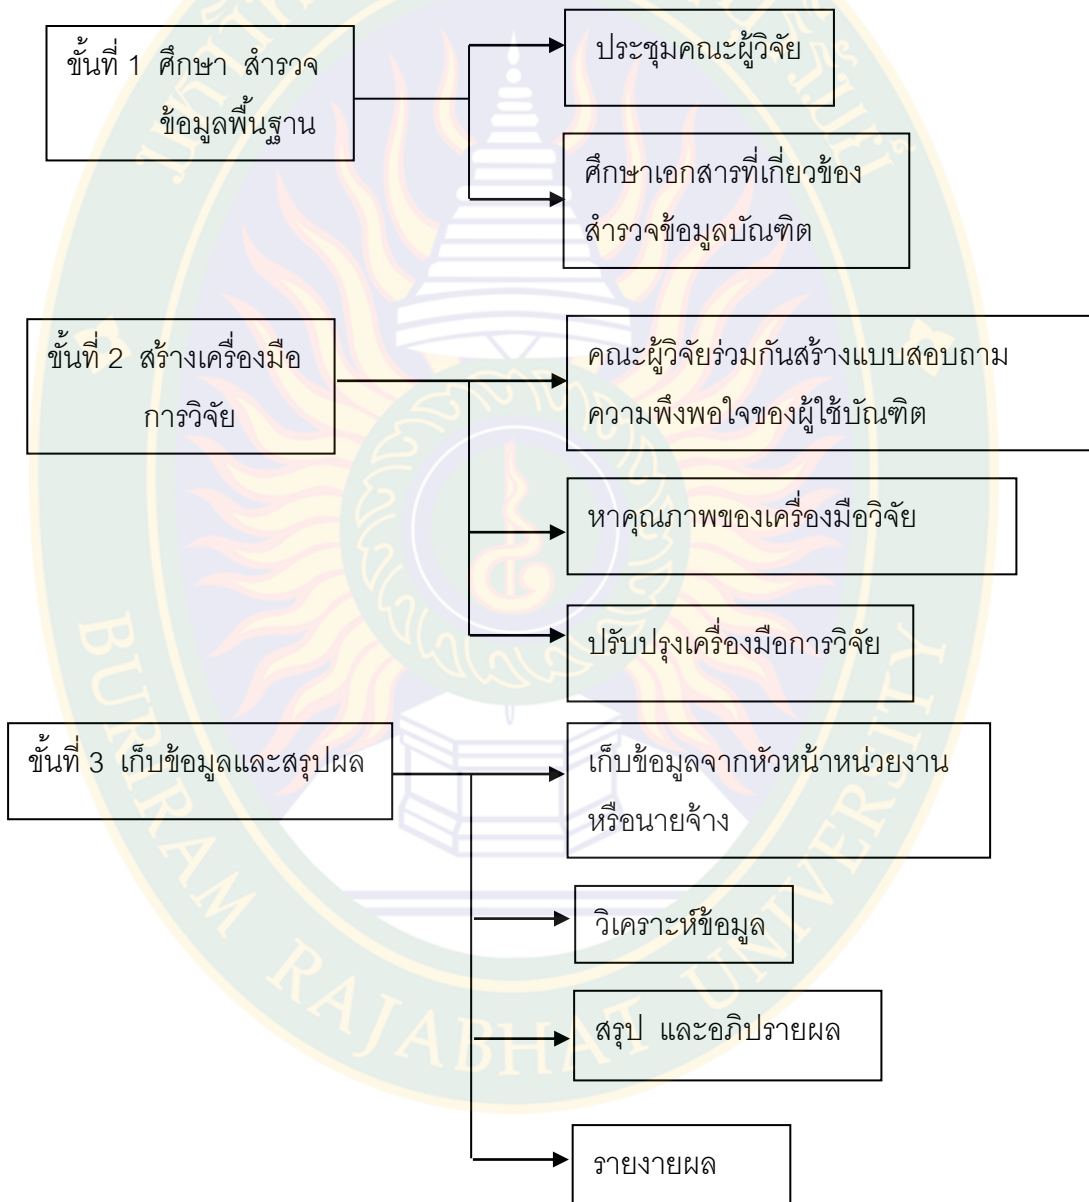 ขั้นที่ 1 ศึกษา สำรวจ
ข้อมูลพื้นฐาน
ประชุมคณะผู้วิจัย
ศึกษาเอกสารที่เกี่ยวข้อง
สำรวจข้อมูลบัณฑิต
ขั้นที่ 2 สร้างเครื่องมือ
การวิจัย
คณะผู้วิจัยร่วมกันสร้างแบบสอบถาม
ความพึงพอใจของผู้ใช้บัณฑิต
หาคุณภาพของเครื่องมือวิจัย
ปรับปรุงเครื่องมือการวิจัย
ขั้นที่ 3 เก็บข้อมูลและสรุปผล
เก็บข้อมูลจากหัวหน้าหน่วยงาน
หรือนายจ้าง
วิเคราะห์ข้อมูล
สรุป และอภิปรายผล
รายงายผล
BURIRAM RAJABHAT UNIVERSITY